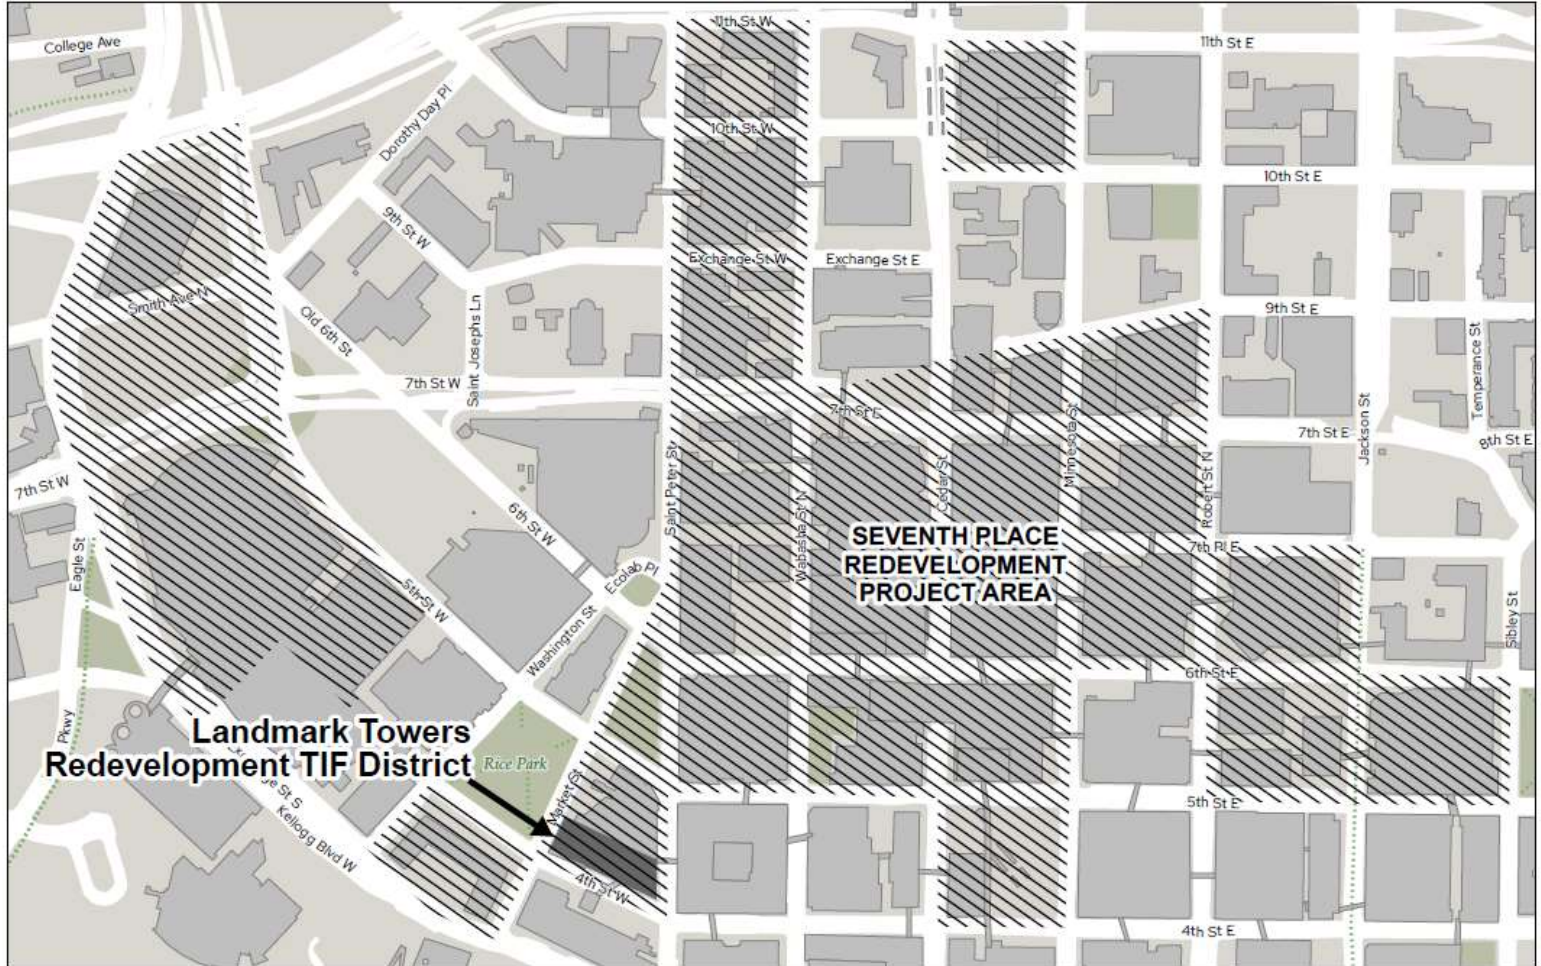 11th St W
College Ave
11th St E
Dorothy Day Pl
10th St W
10th St E
9th St W
Exchange St W
Exchange St E
Smith Ave N
Old 6th St
Saint Josephs Ln
9th St E
Temperance St
7th St W
7th St E
Minnesota St
Jackson St
7th St E
8th St E
7th St W
Saint Peter St
Wabasha St N
Cedar St
Robert St N
6th St W
SEVENTH PLACE
REDEVELOPMENT
PROJECT AREA
7th Pl E
Eagle St
5th St W
Ecolab Pl
Washington St
Sibley St
6th St E
Pkwy
Landmark Towers
Redevelopment TIF District
Rice Park
Market St
ge St S
Kellogg Blvd W
5th St E
4th St W
4th St E